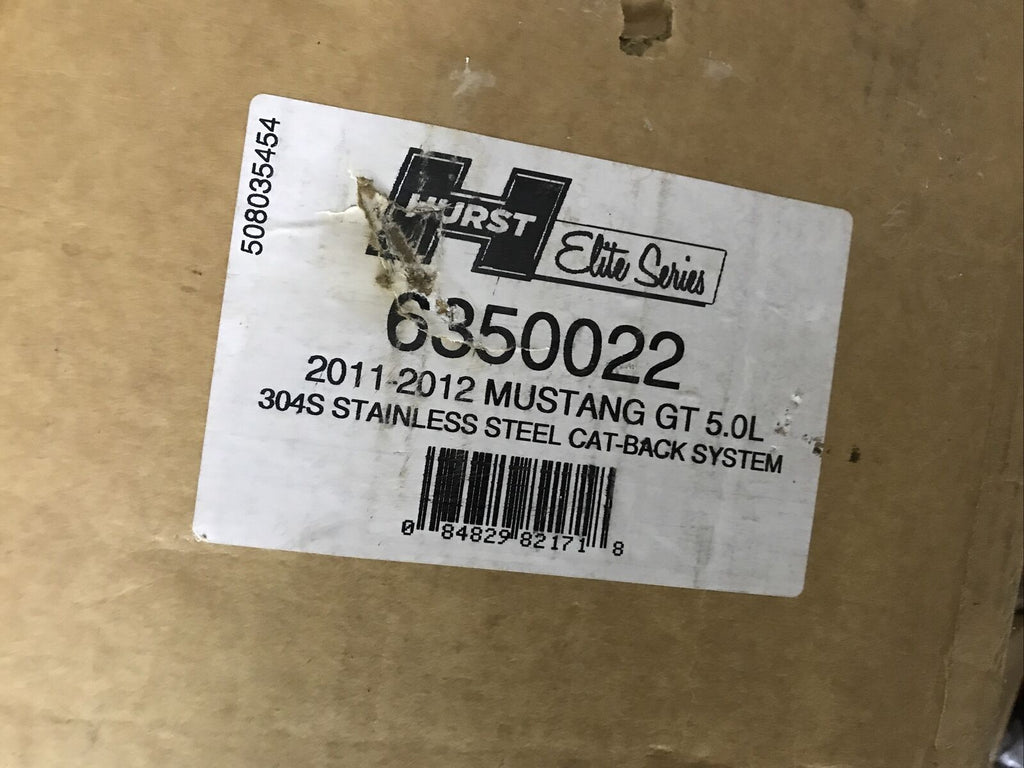 508035454
HURST
Elite Series
6350022
2011-2012 MUSTANG GT 5.0L
304S STAINLESS STEEL CAT-BACK SYSTEM
0 84829 82171 8